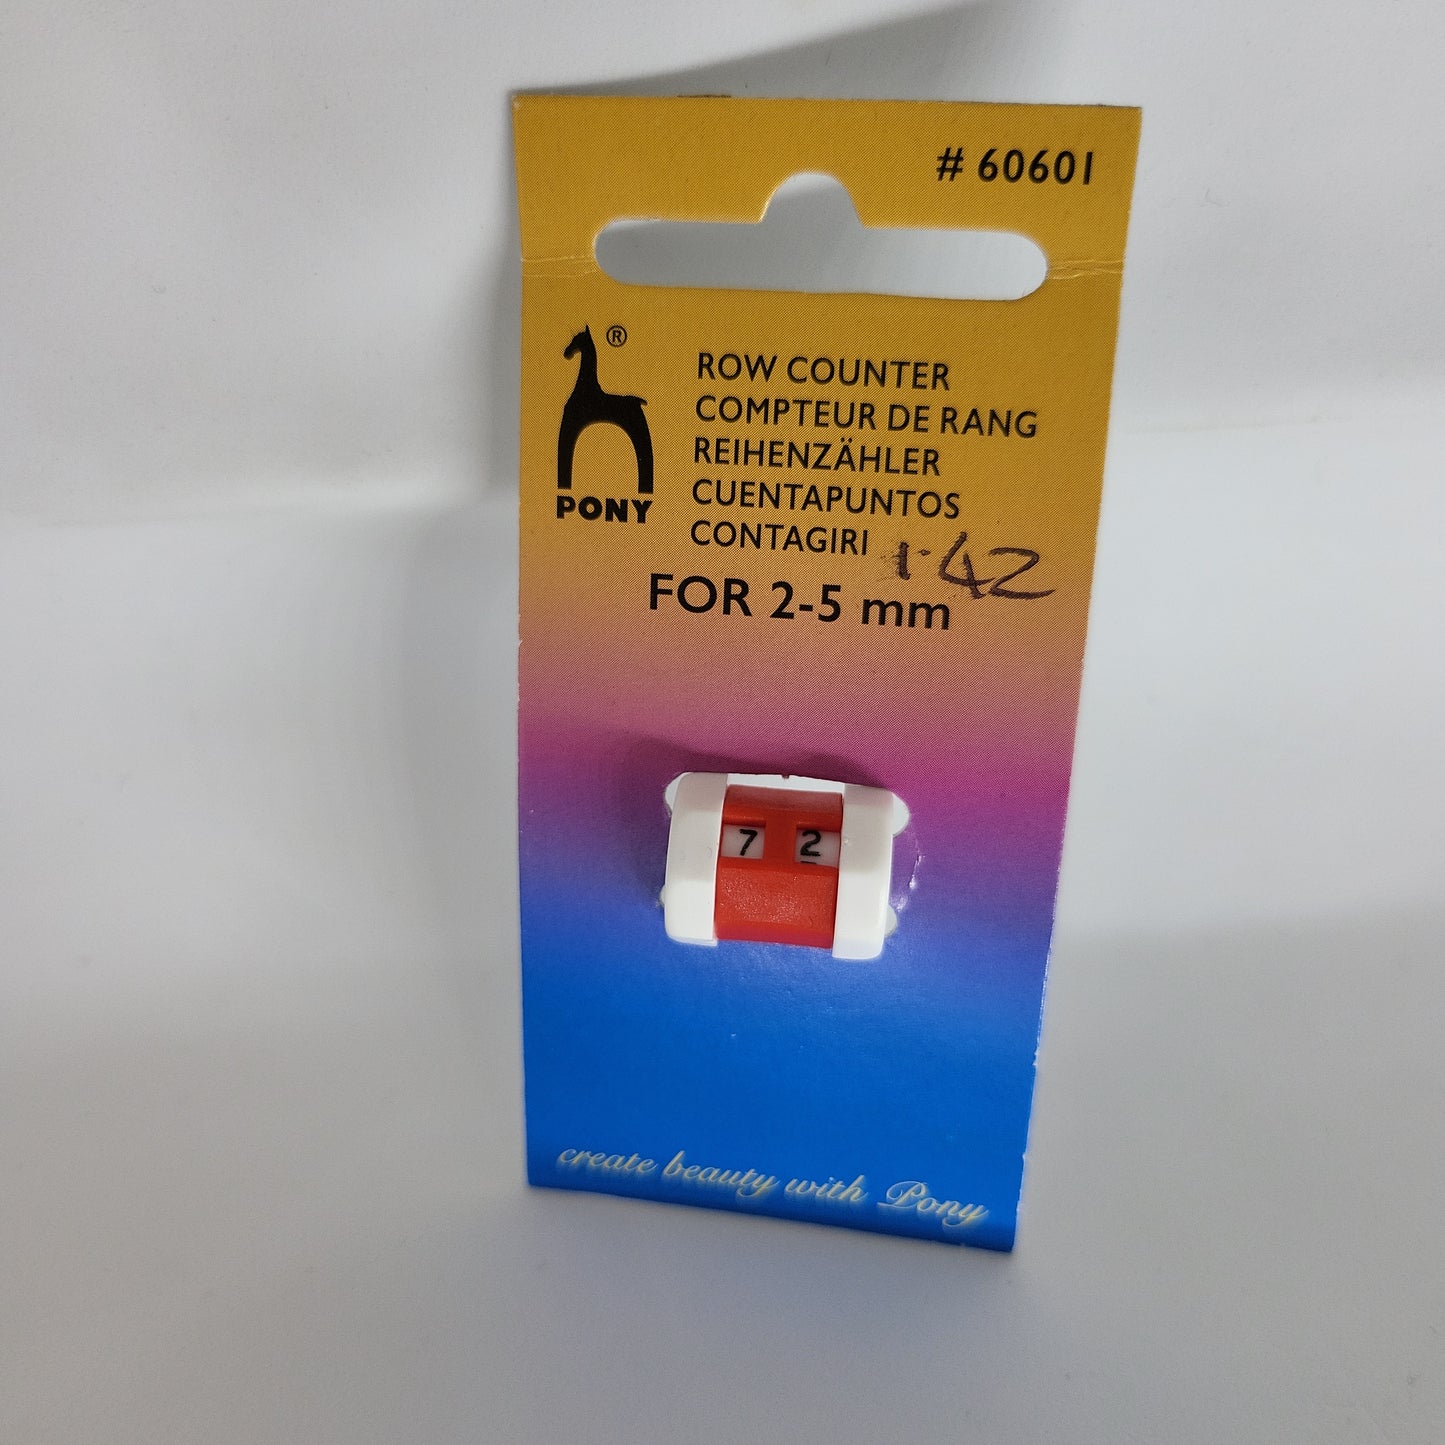 # 60601
®
PONY
ROW COUNTER
COMPTEUR DE RANG
REIHENZÄHLER
CUENTAPUNTOS
CONTAGIRI
1.42
FOR 2-5 mm
7 2
create beauty with Pony